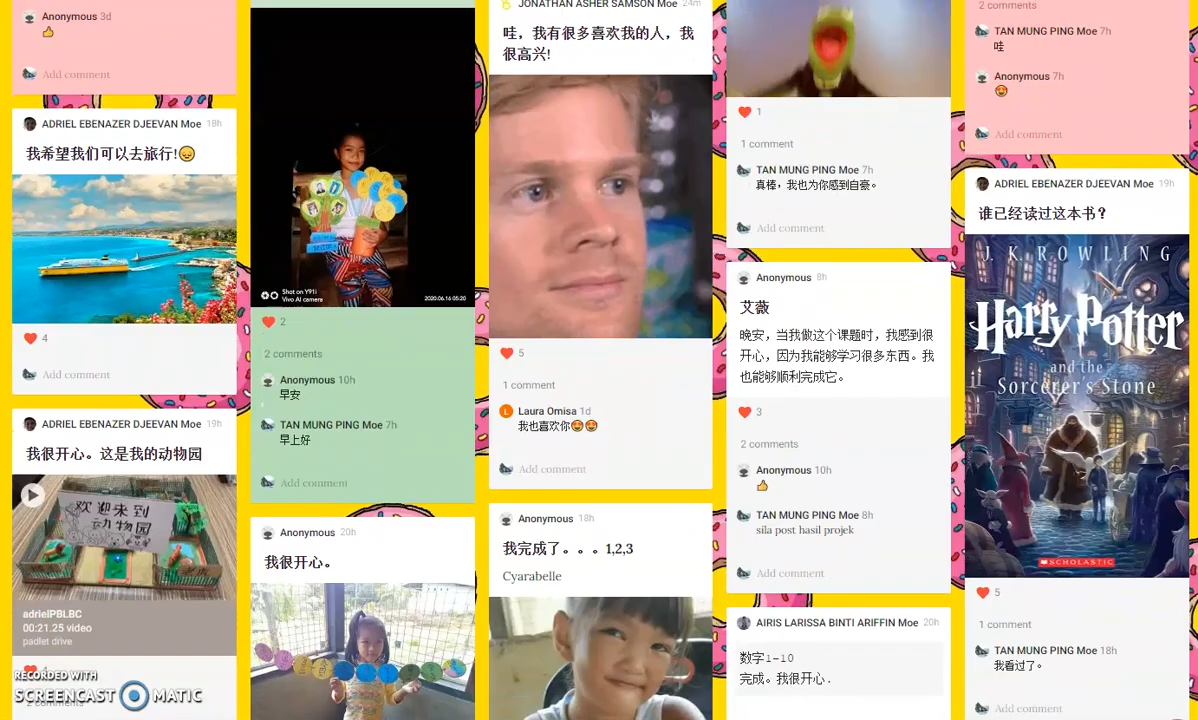 Anonymous 3d
👍
Add comment
ADRIEL EBENAZER DJEEVAN Moe 18h
我希望我们可以去旅行!😞
4
Add comment
ADRIEL EBENAZER DJEEVAN Moe 19h
我很开心。这是我的动物园
欢迎来到
动物园
adrielPBLBC
00:21.25 video
padlet drive
RECORDED WITH
SCREENCAST MATIC
2 comments
Shot on Y91i
Vivo AI camera
2020.06.16 05:20
2
2 comments
Anonymous 10h
早安
TAN MUNG PING Moe 7h
早上好
Add comment
Anonymous 20h
我很开心。
JONATHAN ASHER SAMSON Moe 24m
哇，我有很多喜欢我的人，我
很高兴!
5
1 comment
L
Laura Omisa 1d
我也喜欢你😍😍
Add comment
Anonymous 18h
我完成了。。。1,2,3
Cyarabelle
1
1 comment
TAN MUNG PING Moe 7h
真棒，我也为你感到自豪。
Add comment
Anonymous 8h
艾薇
晚安，当我做这个课题时，我感到很
开心，因为我能够学习很多东西。我
也能够顺利完成它。
3
2 comments
Anonymous 10h
👍
TAN MUNG PING Moe 8h
sila post hasil projek
Add comment
AIRIS LARISSA BINTI ARIFFIN Moe 20h
数字1-10
完成。我很开心.
2 comments
TAN MUNG PING Moe 7h
哇
Anonymous 7h
🤩
Add comment
ADRIEL EBENAZER DJEEVAN Moe 19h
谁已经读过这本书？
J.K. ROWLING
Harry Potter
and the
Sorcerer's Stone
SCHOLASTIC
5
1 comment
TAN MUNG PING Moe 18h
我看过了。
Add comment